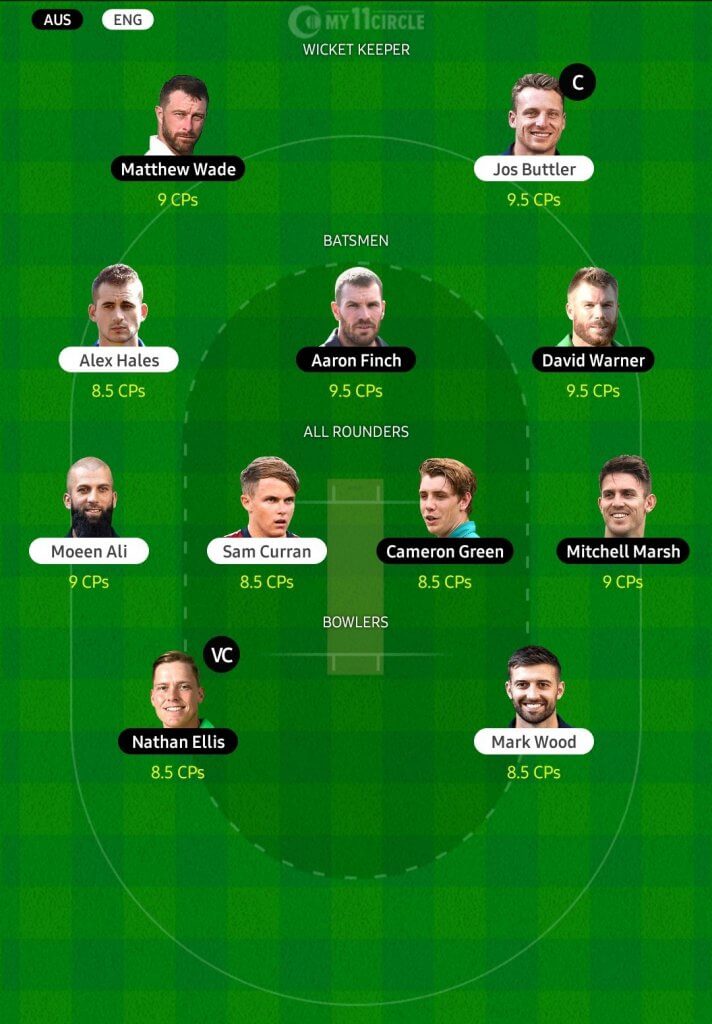 AUS ENG
MY11CIRCLE
WICKET KEEPER
C
Matthew Wade Jos Buttler
9 CPs 9.5 CPs
BATSMEN
Alex Hales Aaron Finch David Warner
8.5 CPs 9.5 CPs 9.5 CPs
ALL ROUNDERS
Moeen Ali Sam Curran Cameron Green Mitchell Marsh
9 CPs 8.5 CPs 8.5 CPs 9 CPs
BOWLERS
VC
Nathan Ellis Mark Wood
8.5 CPs 8.5 CPs